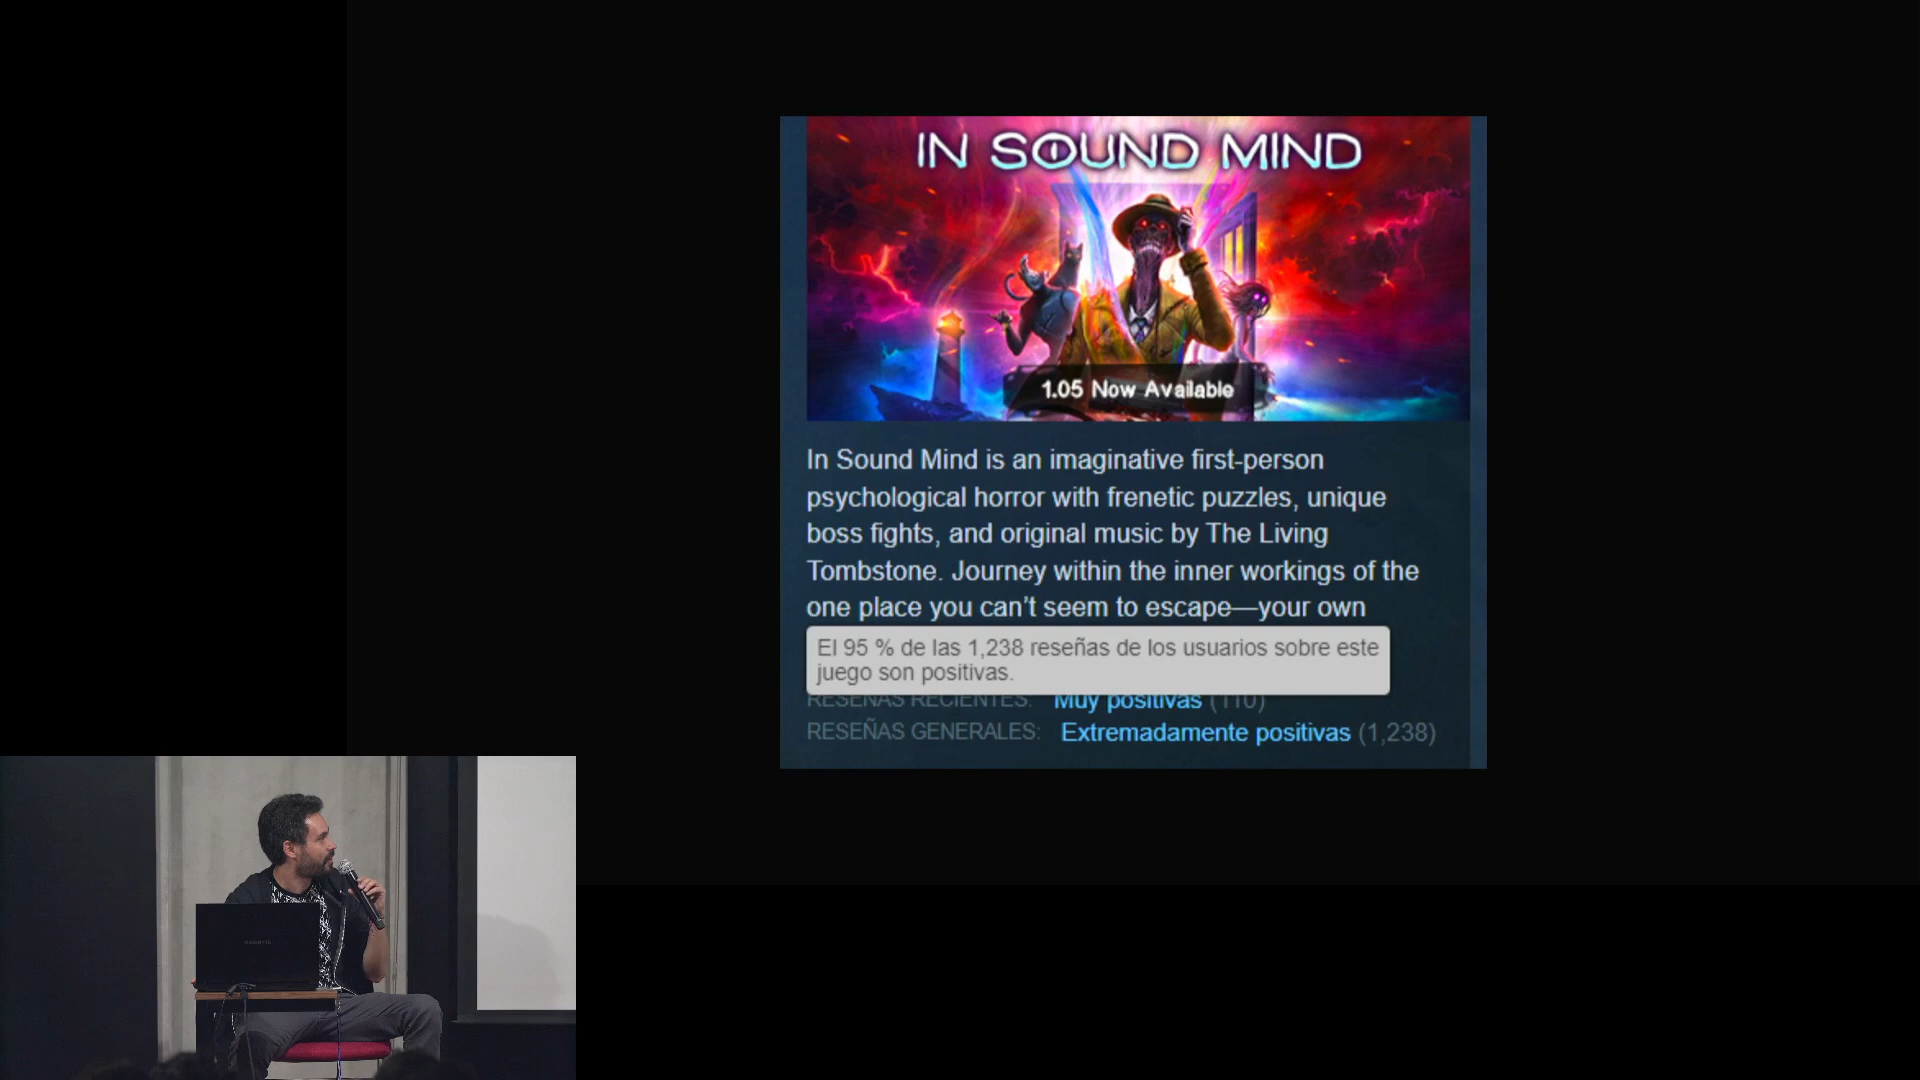 IN SOUND MIND
1.05 Now Available
In Sound Mind is an imaginative first-person
psychological horror with frenetic puzzles, unique
boss fights, and original music by The Living
Tombstone. Journey within the inner workings of the
one place you can’t seem to escape—your own
El 95 % de las 1,238 reseñas de los usuarios sobre este
juego son positivas.
RESEÑAS RECIENTES: Muy positivas (110)
RESEÑAS GENERALES: Extremadamente positivas (1,238)